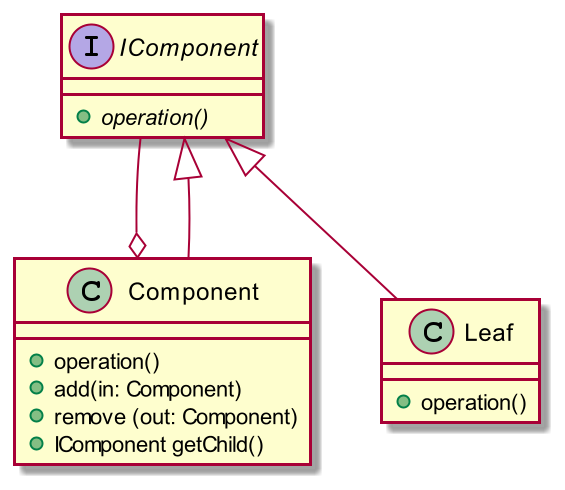 I IComponent
operation()
C Component
operation()
add(in: Component)
remove (out: Component)
IComponent getChild()
C Leaf
operation()